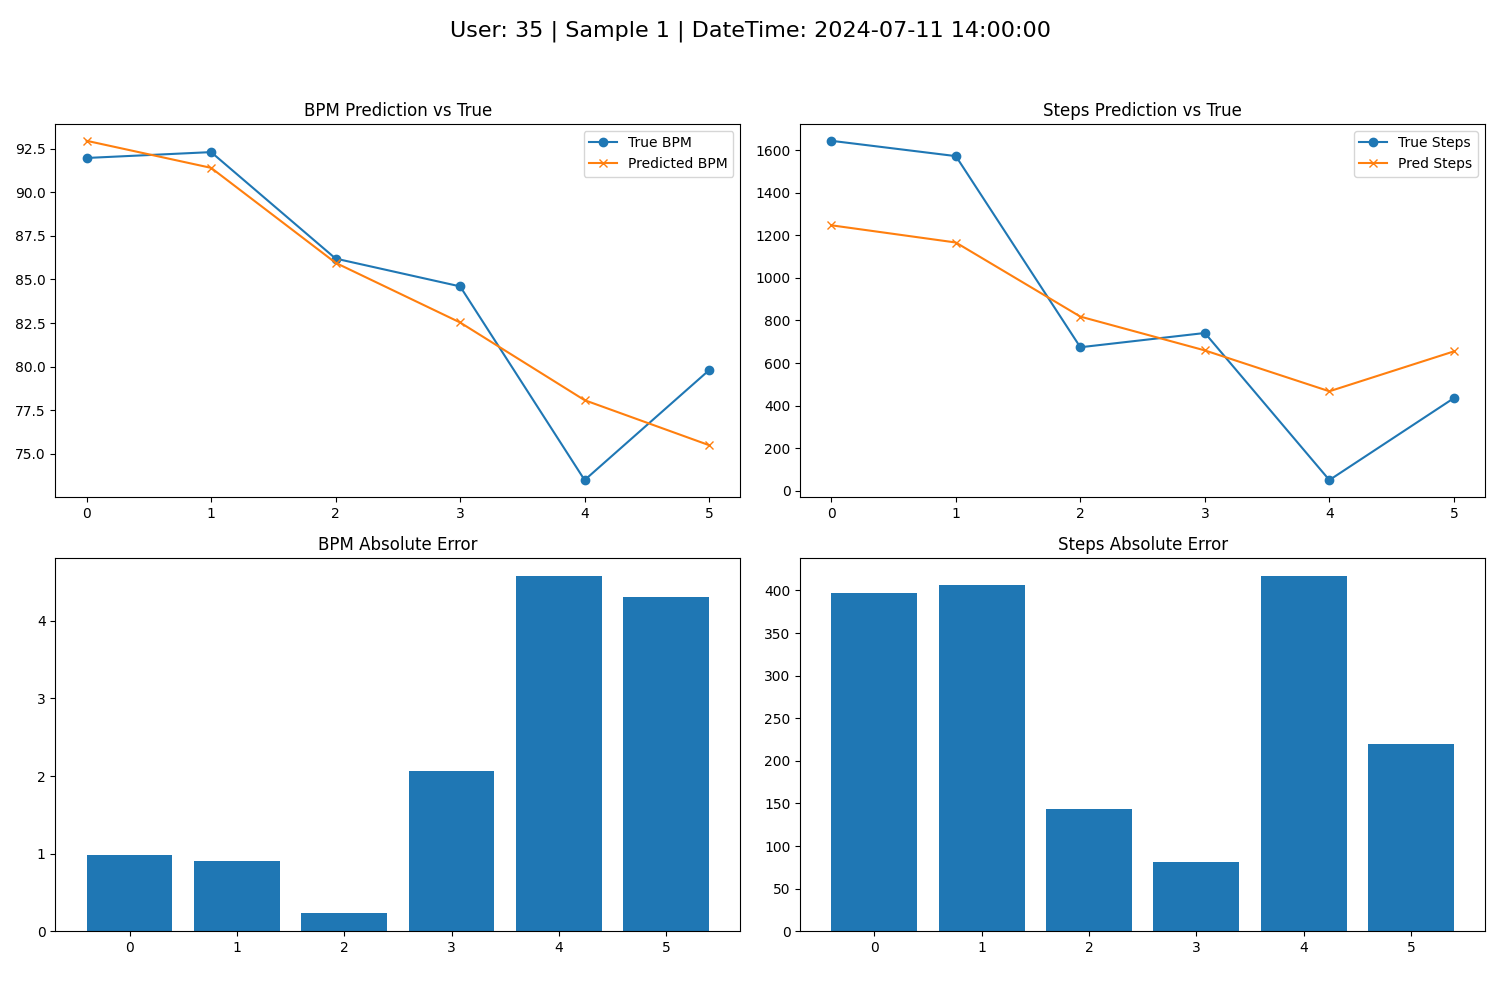 User: 35 | Sample 1 | DateTime: 2024-07-11 14:00:00
BPM Prediction vs True
92.5
90.0
87.5
85.0
82.5
80.0
77.5
75.0
0 1 2 3 4 5
True BPM
Predicted BPM
Steps Prediction vs True
1600
1400
1200
1000
800
600
400
200
0
0 1 2 3 4 5
True Steps
Pred Steps
BPM Absolute Error
4
3
2
1
0
0 1 2 3 4 5
Steps Absolute Error
400
350
300
250
200
150
100
50
0
0 1 2 3 4 5